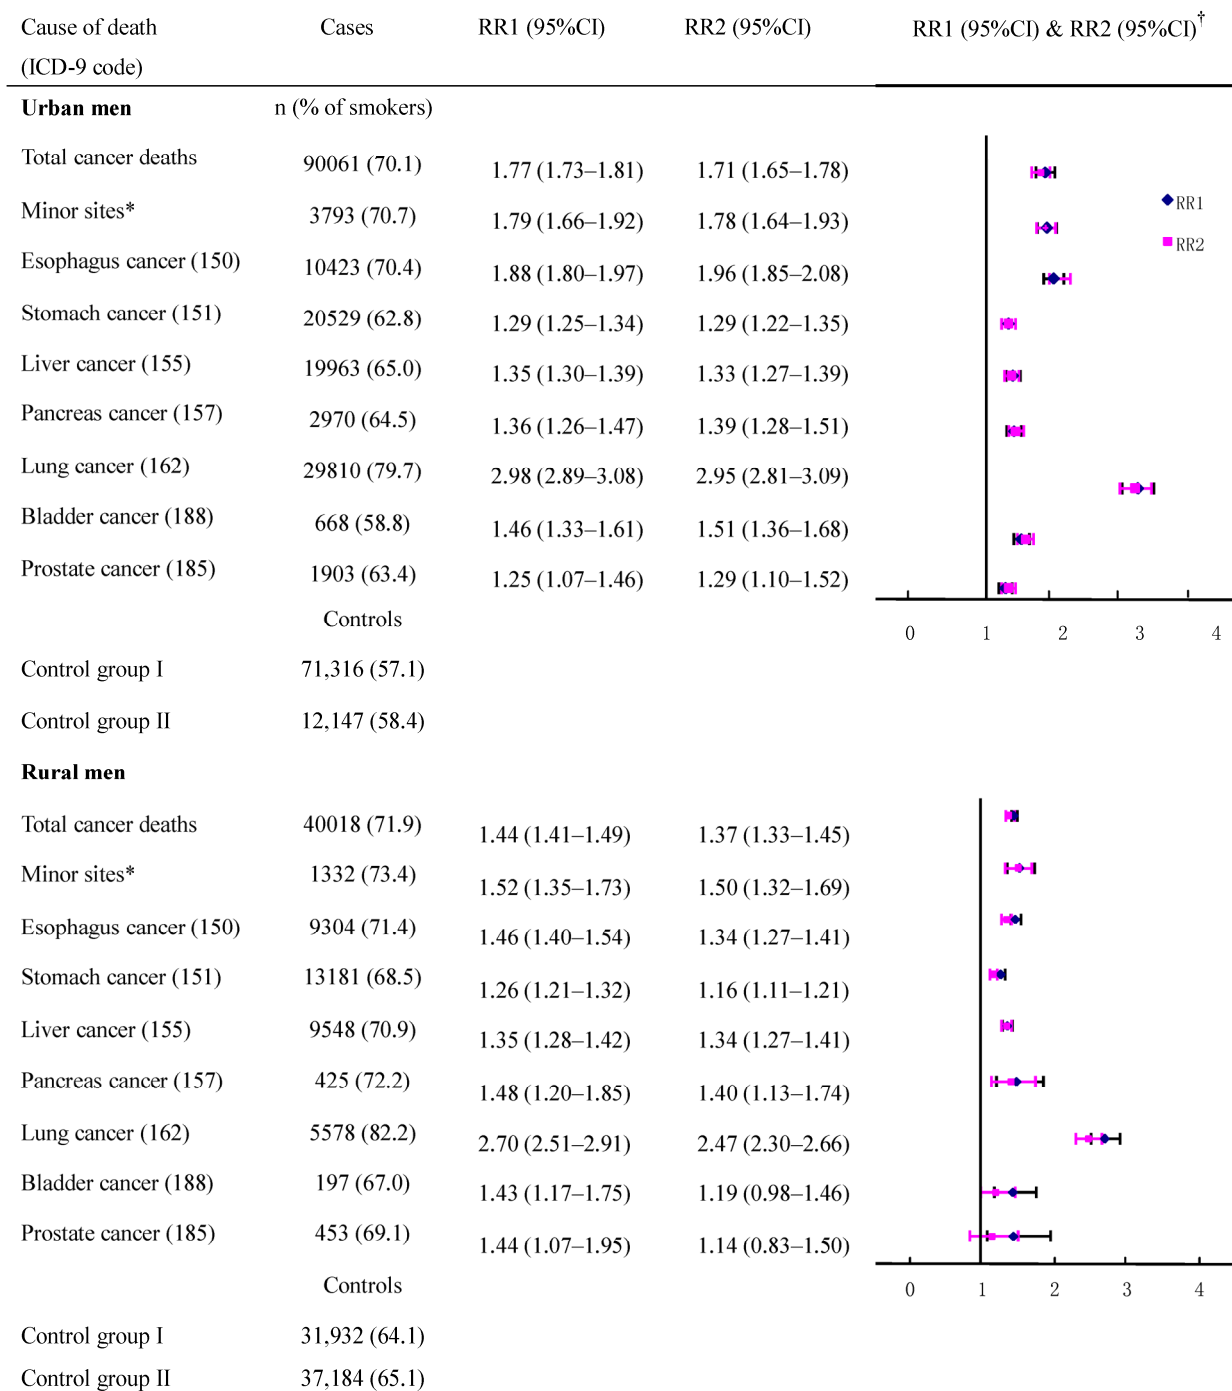 Cause of death Cases RR1 (95%CI) RR2 (95%CI) RR1 (95%CI) & RR2 (95%CI)†
(ICD-9 code)
Urban men n (% of smokers)
Total cancer deaths 90061 (70.1) 1.77 (1.73–1.81) 1.71 (1.65–1.78)
Minor sites* 3793 (70.7) 1.79 (1.66–1.92) 1.78 (1.64–1.93)
RR1
RR2
Esophagus cancer (150) 10423 (70.4) 1.88 (1.80–1.97) 1.96 (1.85–2.08)
Stomach cancer (151) 20529 (62.8) 1.29 (1.25–1.34) 1.29 (1.22–1.35)
Liver cancer (155) 19963 (65.0) 1.35 (1.30–1.39) 1.33 (1.27–1.39)
Pancreas cancer (157) 2970 (64.5) 1.36 (1.26–1.47) 1.39 (1.28–1.51)
Lung cancer (162) 29810 (79.7) 2.98 (2.89–3.08) 2.95 (2.81–3.09)
Bladder cancer (188) 668 (58.8) 1.46 (1.33–1.61) 1.51 (1.36–1.68)
Prostate cancer (185) 1903 (63.4) 1.25 (1.07–1.46) 1.29 (1.10–1.52)
Controls
0 1 2 3 4
Control group I 71,316 (57.1)
Control group II 12,147 (58.4)
Rural men
Total cancer deaths 40018 (71.9) 1.44 (1.41–1.49) 1.37 (1.33–1.45)
Minor sites* 1332 (73.4) 1.52 (1.35–1.73) 1.50 (1.32–1.69)
Esophagus cancer (150) 9304 (71.4) 1.46 (1.40–1.54) 1.34 (1.27–1.41)
Stomach cancer (151) 13181 (68.5) 1.26 (1.21–1.32) 1.16 (1.11–1.21)
Liver cancer (155) 9548 (70.9) 1.35 (1.28–1.42) 1.34 (1.27–1.41)
Pancreas cancer (157) 425 (72.2) 1.48 (1.20–1.85) 1.40 (1.13–1.74)
Lung cancer (162) 5578 (82.2) 2.70 (2.51–2.91) 2.47 (2.30–2.66)
Bladder cancer (188) 197 (67.0) 1.43 (1.17–1.75) 1.19 (0.98–1.46)
Prostate cancer (185) 453 (69.1) 1.44 (1.07–1.95) 1.14 (0.83–1.50)
Controls
0 1 2 3 4
Control group I 31,932 (64.1)
Control group II 37,184 (65.1)